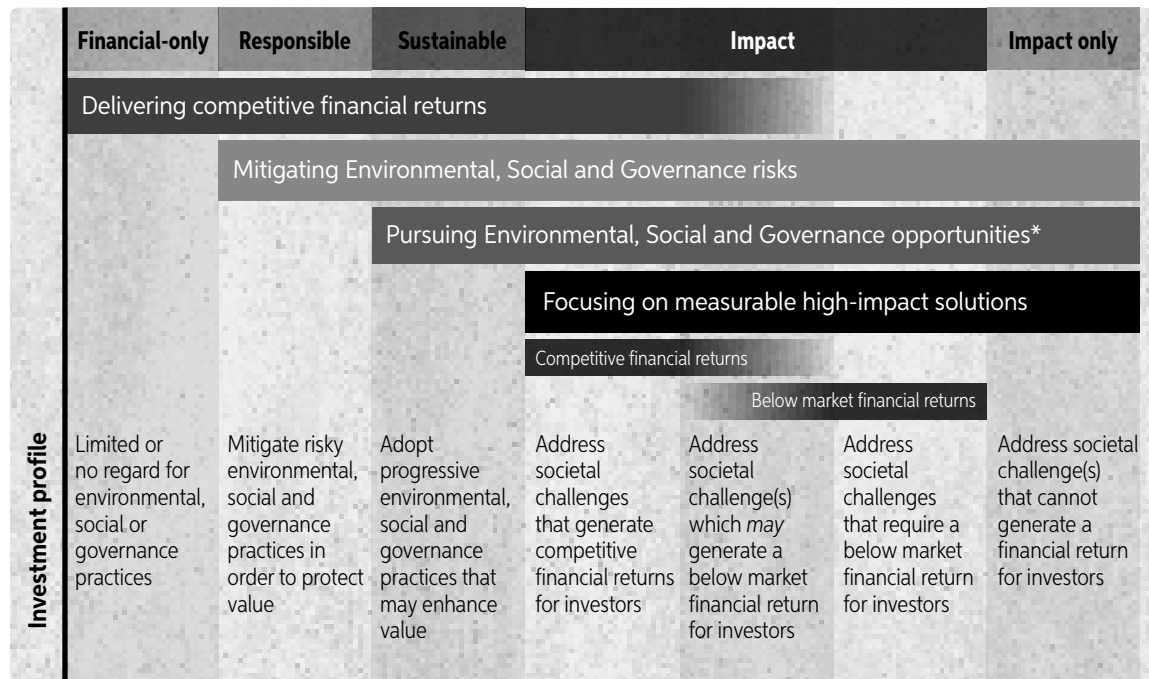 Financial-only
Responsible
Sustainable
Impact
Impact only
Delivering competitive financial returns
Mitigating Environmental, Social and Governance risks
Pursuing Environmental, Social and Governance opportunities*
Focusing on measurable high-impact solutions
Competitive financial returns
Below market financial returns
Investment profile
Limited or
no regard for
environmental,
social or
governance
practices
Mitigate risky
environmental,
social and
governance
practices in
order to protect
value
Adopt
progressive
environmental,
social and
governance
practices that
may enhance
value
Address
societal
challenges
that generate
competitive
financial returns
for investors
Address
societal
challenge(s)
which may
generate a
below market
financial return
for investors
Address
societal
challenges
that require a
below market
financial return
for investors
Address societal
challenge(s)
that cannot
generate a
financial return
for investors